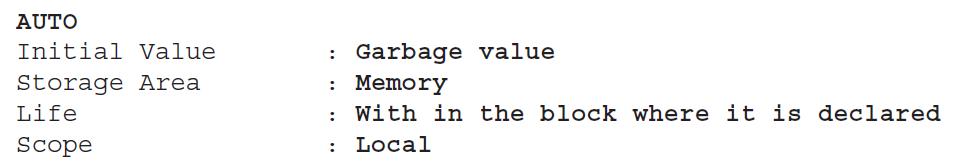 AUTO
Initial Value : Garbage value
Storage Area : Memory
Life : With in the block where it is declared
Scope : Local